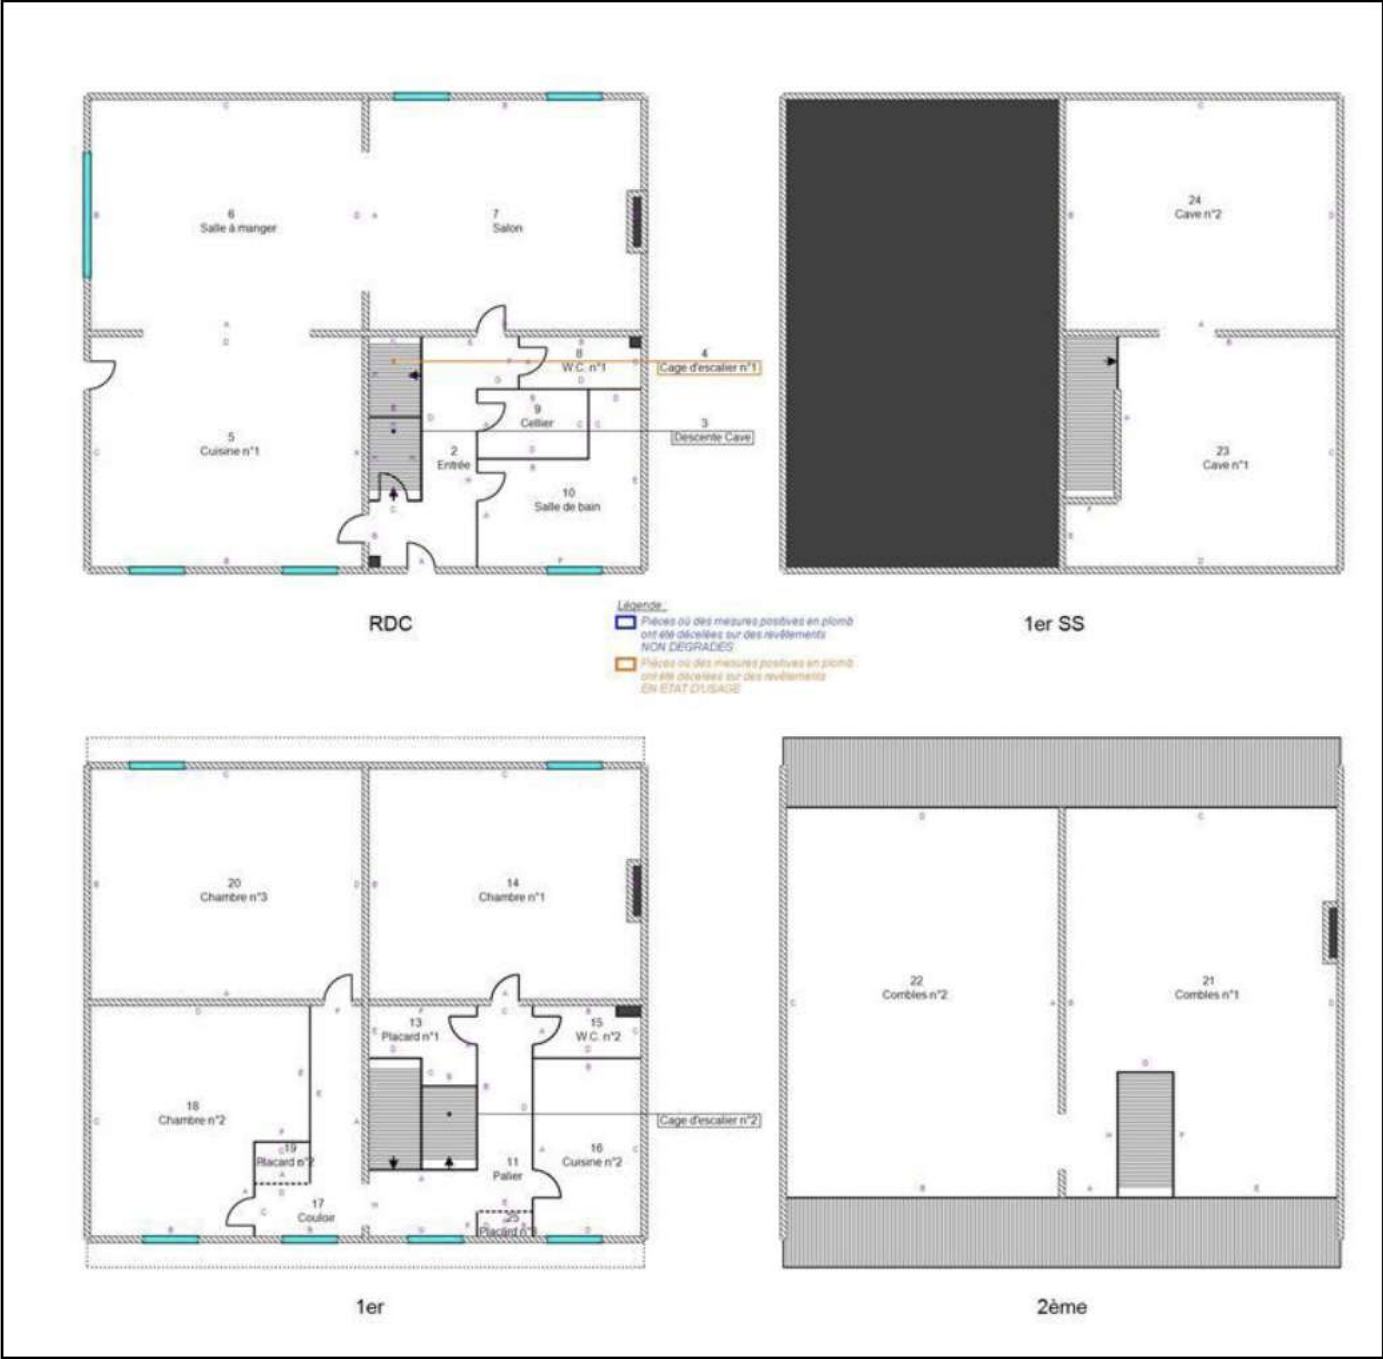 6
Salle à manger
7
Salon
8
W.C. n°1
4
Cage d'escalier n°1
9
Cellier
3
Descente Cave
5
Cuisine n°1
2
Entrée
10
Salle de bain
RDC
24
Cave n°2
23
Cave n°1
1er SS
Légende :
Pièces où des mesures positives en plomb
ont été décelées sur des revêtements
NON DEGRADES
Pièces où des mesures positives en plomb
ont été décelées sur des revêtements
EN ETAT D'USAGE
20
Chambre n°3
14
Chambre n°1
13
Placard n°1
15
W.C. n°2
18
Chambre n°2
19
Placard n°2
Cage d'escalier n°2
11
Palier
16
Cuisine n°2
17
Couloir
25
Placard n°3
1er
22
Combles n°2
21
Combles n°1
2ème